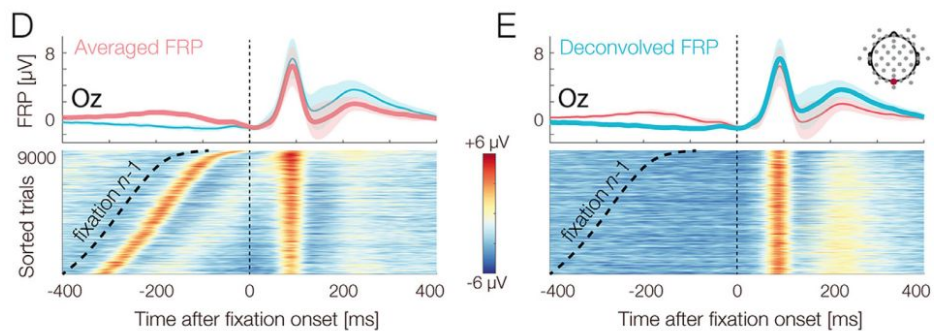 D
Averaged FRP
FRP [µV]
8
4
0
Oz
9000
Sorted trials
fixation n-1
-400
-200
0
200
400
Time after fixation onset [ms]
+6 µV
-6 µV
E
Deconvolved FRP
8
4
0
Oz
fixation n-1
-400
-200
0
200
400
Time after fixation onset [ms]